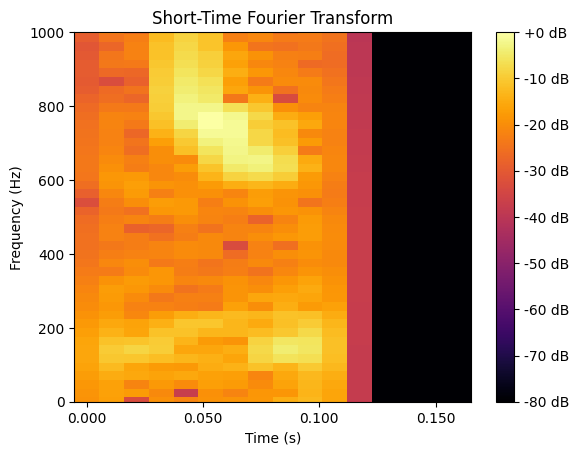 Short-Time Fourier Transform
1000
800
600
400
200
0
Frequency (Hz)
0.000
0.050
0.100
0.150
Time (s)
+0 dB
-10 dB
-20 dB
-30 dB
-40 dB
-50 dB
-60 dB
-70 dB
-80 dB